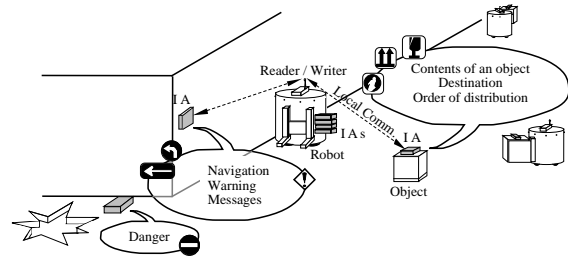 Reader / Writer
I A
Local Comm.
I A s
Robot
Contents of an object
Destination
Order of distribution
I A
Object
Navigation
Warning
Messages
!
Danger